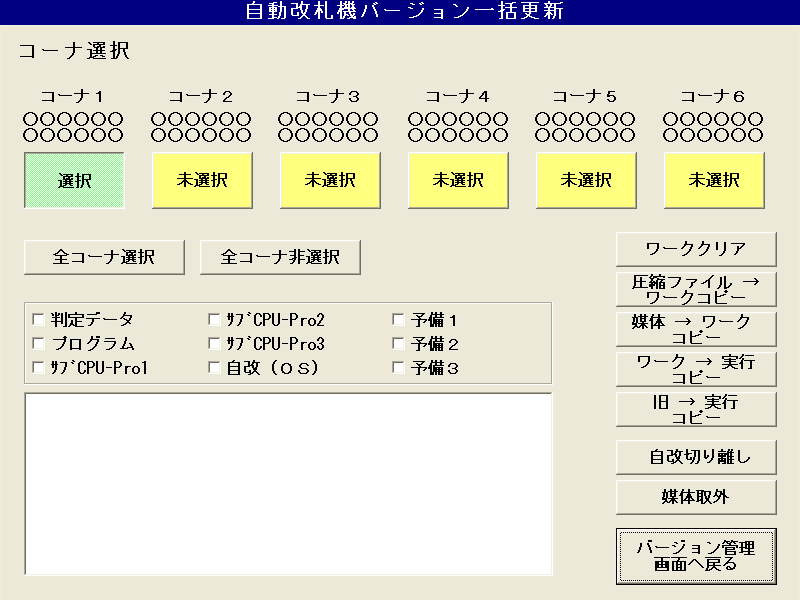 自動改札機バージョン一括更新
コーナ選択
コーナ１ コーナ２ コーナ３ コーナ４ コーナ５ コーナ６
○○○○○○ ○○○○○○ ○○○○○○ ○○○○○○ ○○○○○○ ○○○○○○
○○○○○○ ○○○○○○ ○○○○○○ ○○○○○○ ○○○○○○ ○○○○○○
選択 未選択 未選択 未選択 未選択 未選択
全コーナ選択 全コーナ非選択
判定データ ｻﾌﾞCPU-Pro2 予備１
プログラム ｻﾌﾞCPU-Pro3 予備２
ｻﾌﾞCPU-Pro1 自改（ＯＳ） 予備３
ワーククリア
圧縮ファイル →
ワークコピー
媒体 → ワーク
コピー
ワーク → 実行
コピー
旧 → 実行
コピー
自改切り離し
媒体取外
バージョン管理
画面へ戻る